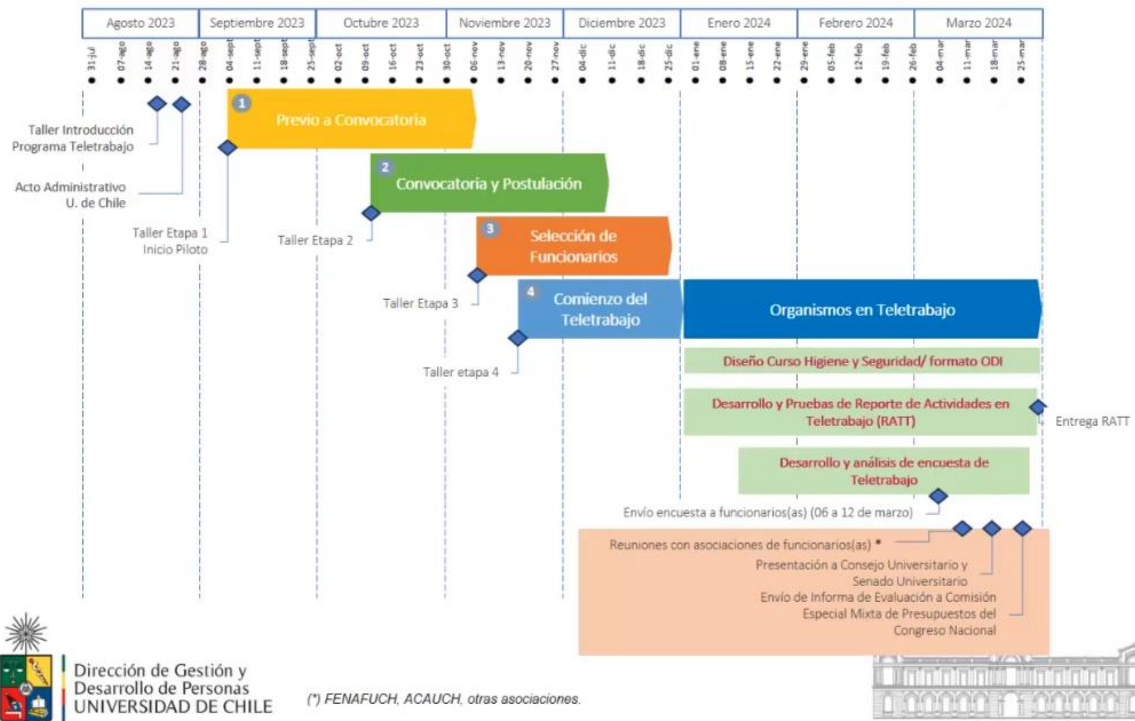 Agosto 2023
Septiembre 2023
Octubre 2023
Noviembre 2023
Diciembre 2023
Enero 2024
Febrero 2024
Marzo 2024
31-jul
07-ago
14-ago
21-ago
28-ago
04-sept
11-sept
18-sept
25-sept
02-oct
09-oct
16-oct
23-oct
30-oct
06-nov
13-nov
20-nov
27-nov
04-dic
11-dic
18-dic
25-dic
01-ene
08-ene
15-ene
22-ene
29-ene
05-feb
12-feb
19-feb
26-feb
04-mar
11-mar
18-mar
25-mar
Taller Introducción
Programa Teletrabajo
Acto Administrativo
U. de Chile
1
Previo a Convocatoria
Taller Etapa 1
Inicio Piloto
2
Convocatoria y Postulación
Taller Etapa 2
3
Selección de
Funcionarios
Taller Etapa 3
4
Comienzo del
Teletrabajo
Organismos en Teletrabajo
Taller etapa 4
Diseño Curso Higiene y Seguridad/ formato ODI
Desarrollo y Pruebas de Reporte de Actividades en
Teletrabajo (RATT)
Entrega RATT
Desarrollo y análisis de encuesta de
Teletrabajo
Envío encuesta a funcionarios(as) (06 a 12 de marzo)
Reuniones con asociaciones de funcionarios(as) *
Presentación a Consejo Universitario y
Senado Universitario
Envío de Informa de Evaluación a Comisión
Especial Mixta de Presupuestos del
Congreso Nacional
Dirección de Gestión y
Desarrollo de Personas
UNIVERSIDAD DE CHILE
(*) FENAFUCH, ACAUCH, otras asociaciones.